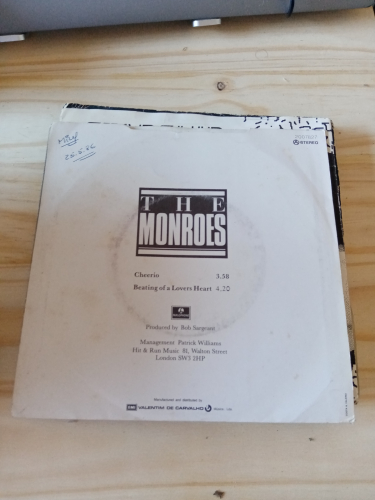 STEREO
THE
MONROES
Cheerio 3.58
Beating of a Lovers Heart 4.20
Produced by Bob Sargeant
Management Patrick Williams
Hit & Run Music 81, Walton Street
London SW3 2HP
EMI VALENTIM DE CARVALHO